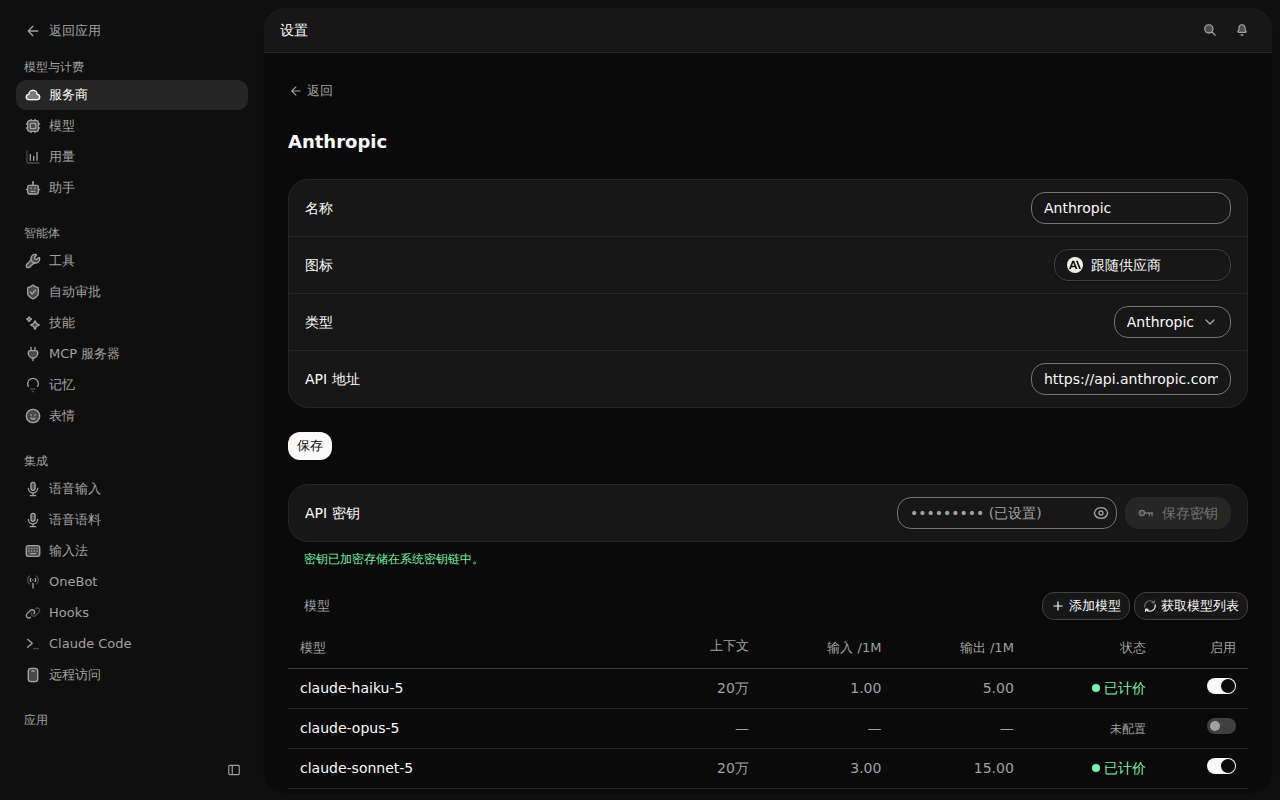 返回应用
模型与计费
服务商
模型
用量
助手
智能体
工具
自动审批
技能
MCP 服务器
记忆
表情
集成
语音输入
语音语料
输入法
OneBot
Hooks
Claude Code
远程访问
应用
设置
返回
Anthropic
名称 Anthropic
图标 跟随供应商
类型 Anthropic
API 地址 https://api.anthropic.com
保存
API 密钥 ••••••••• (已设置) 保存密钥
密钥已加密存储在系统密钥链中。
模型 添加模型 获取模型列表
模型 上下文 输入 /1M 输出 /1M 状态 启用
claude-haiku-5 20万 1.00 5.00 已计价
claude-opus-5 — — — 未配置
claude-sonnet-5 20万 3.00 15.00 已计价